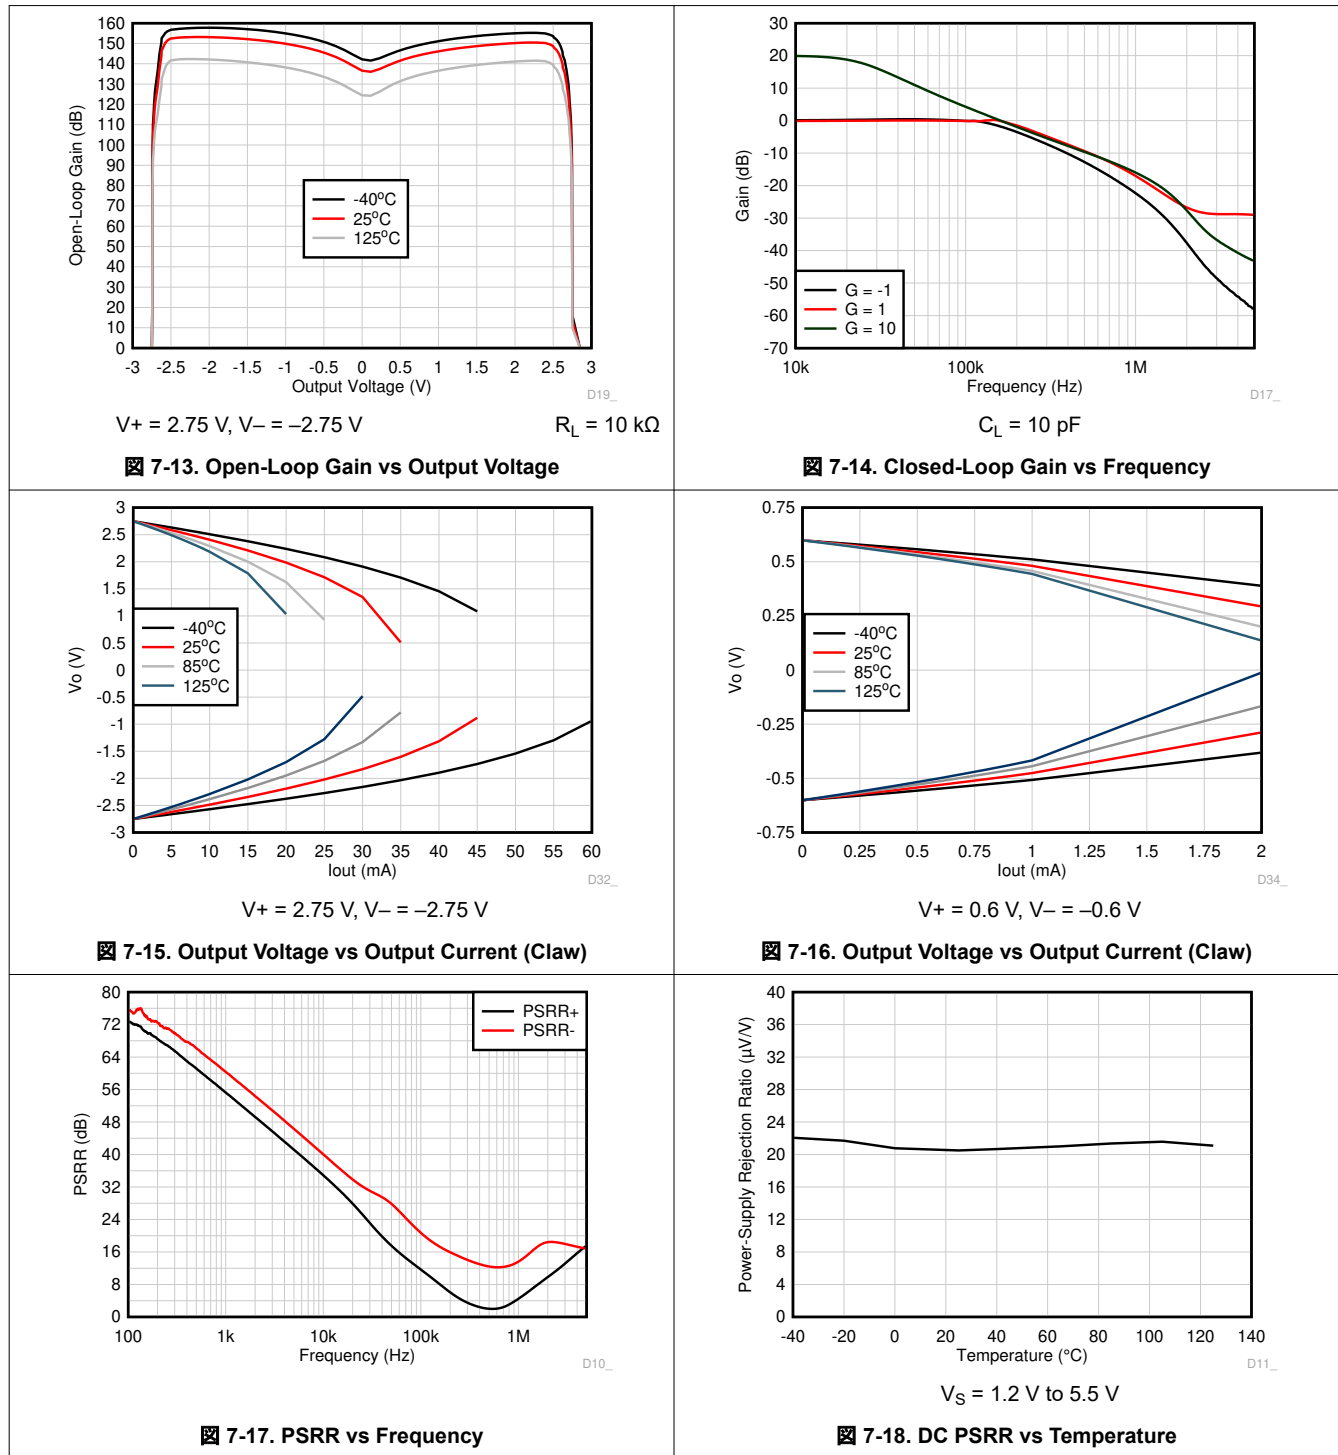 160
150
140
130
120
110
100
90
80
70
60
50
40
30
20
10
0
Open-Loop Gain (dB)
-40°C
25°C
125°C
-3 -2.5 -2 -1.5 -1 -0.5 0 0.5 1 1.5 2 2.5 3
Output Voltage (V)
D19_
V+ = 2.75 V, V– = –2.75 V
R_L = 10 kΩ
図 7-13. Open-Loop Gain vs Output Voltage
30
20
10
0
-10
-20
-30
-40
-50
-60
-70
Gain (dB)
G = -1
G = 1
G = 10
10k 100k 1M
Frequency (Hz)
D17_
C_L = 10 pF
図 7-14. Closed-Loop Gain vs Frequency
3
2.5
2
1.5
1
0.5
0
-0.5
-1
-1.5
-2
-2.5
-3
Vo (V)
-40°C
25°C
85°C
125°C
0 5 10 15 20 25 30 35 40 45 50 55 60
Iout (mA)
D32_
V+ = 2.75 V, V– = –2.75 V
図 7-15. Output Voltage vs Output Current (Claw)
0.75
0.5
0.25
0
-0.25
-0.5
-0.75
Vo (V)
-40°C
25°C
85°C
125°C
0 0.25 0.5 0.75 1 1.25 1.5 1.75 2
Iout (mA)
D34_
V+ = 0.6 V, V– = –0.6 V
図 7-16. Output Voltage vs Output Current (Claw)
80
72
64
56
48
40
32
24
16
8
0
PSRR (dB)
PSRR+
PSRR-
100 1k 10k 100k 1M
Frequency (Hz)
D10_
図 7-17. PSRR vs Frequency
40
36
32
28
24
20
16
12
8
4
0
Power-Supply Rejection Ratio (µV/V)
-40 -20 0 20 40 60 80 100 120 140
Temperature (°C)
D11_
V_S = 1.2 V to 5.5 V
図 7-18. DC PSRR vs Temperature